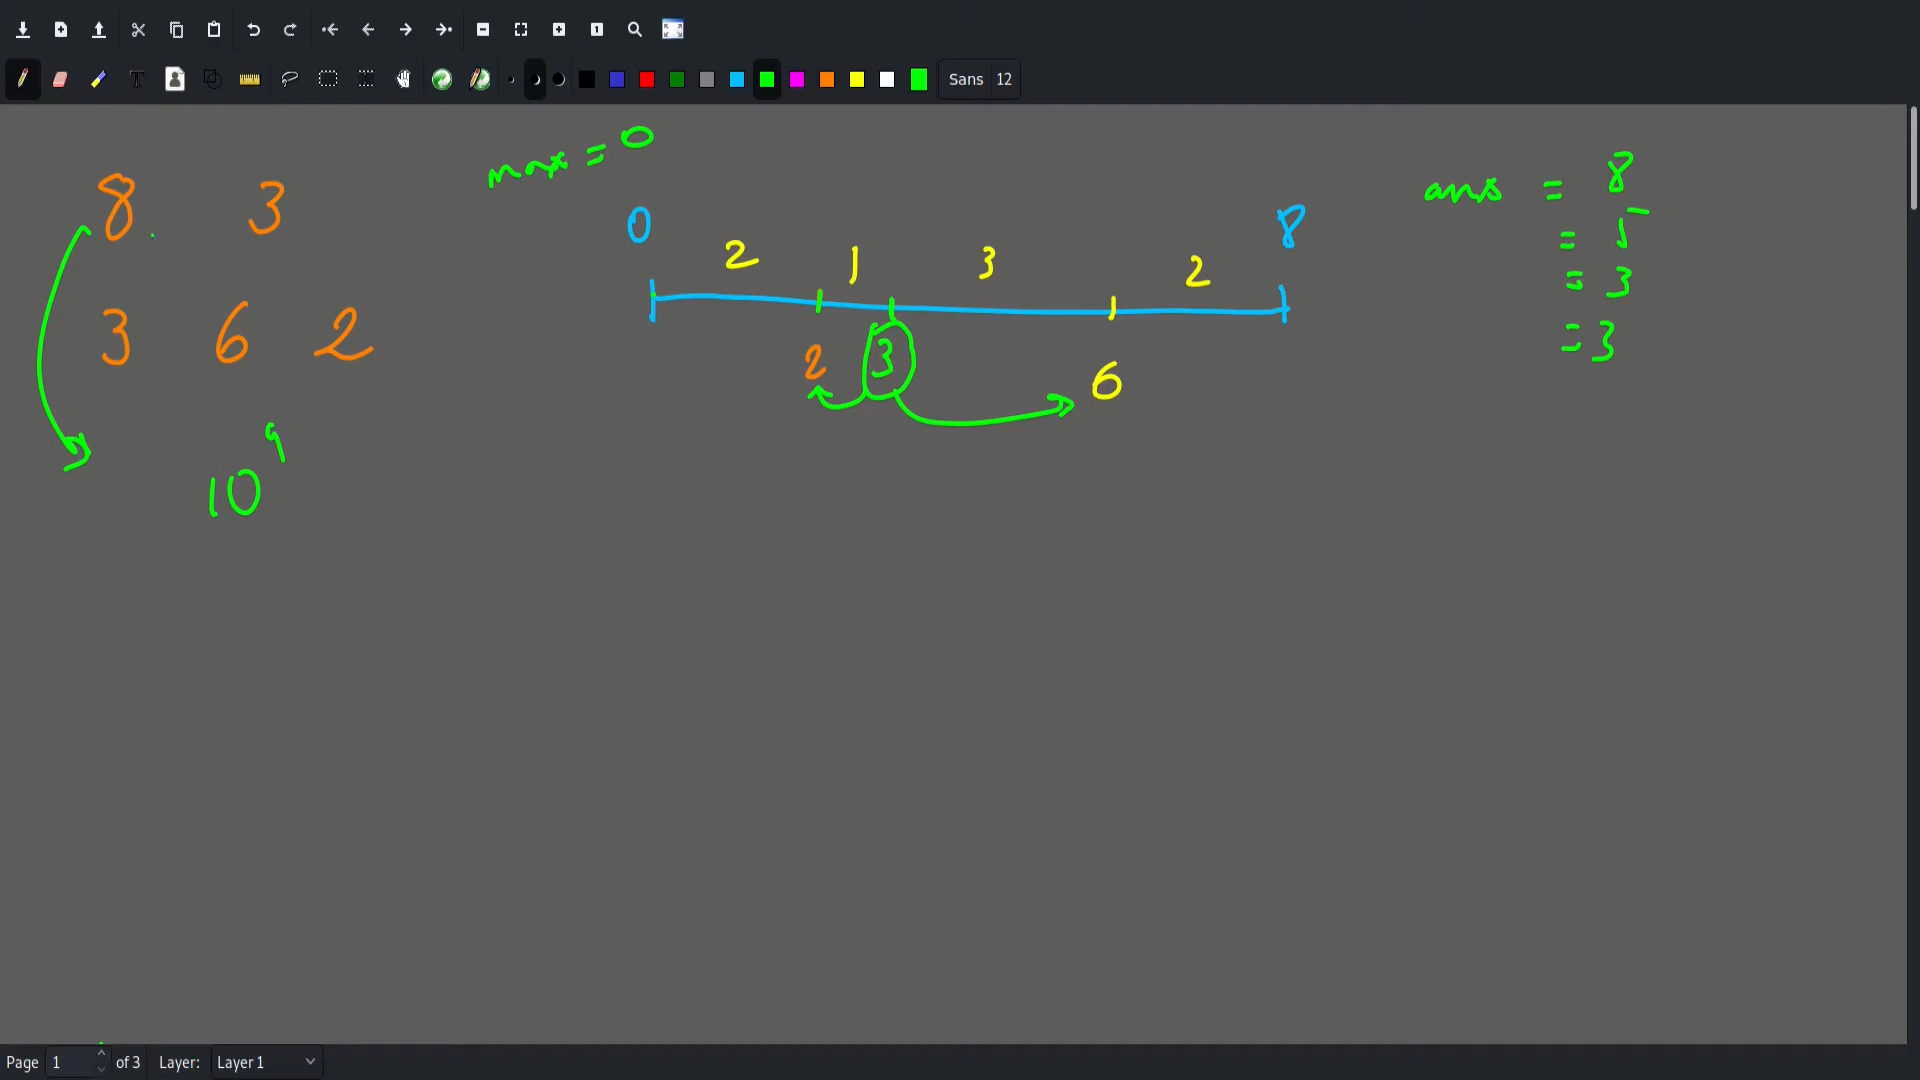 Sans 12
max = 0
8 3
ans = 8
= 5
= 3
= 3
0 8
2 1 3 2
3 6 2
2 3 6
10^9
Page 1 of 3 Layer: Layer 1